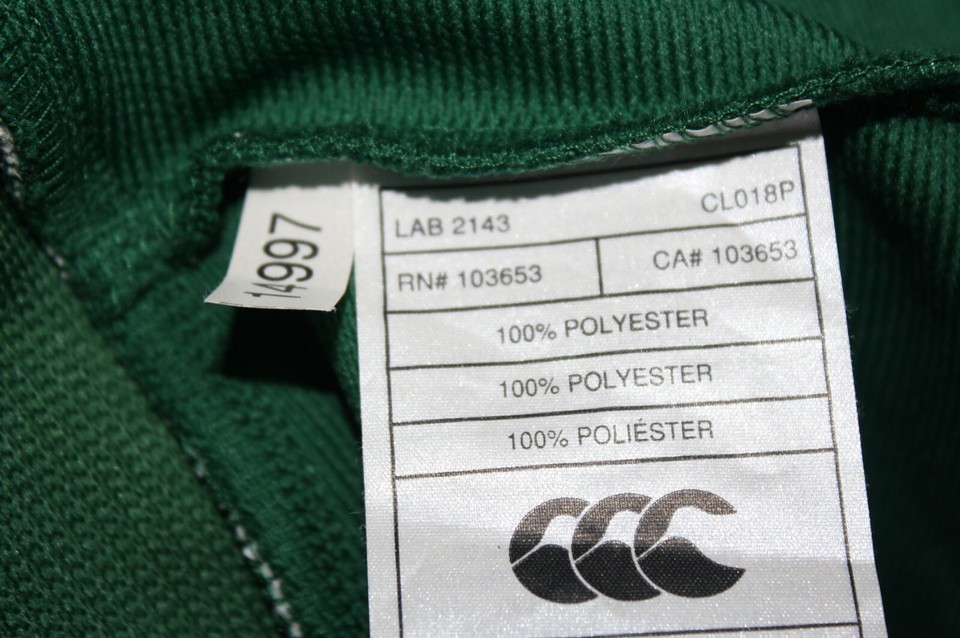 LAB 2143 CL018P
RN# 103653 CA# 103653
100% POLYESTER
100% POLYESTER
100% POLIÉSTER
14997